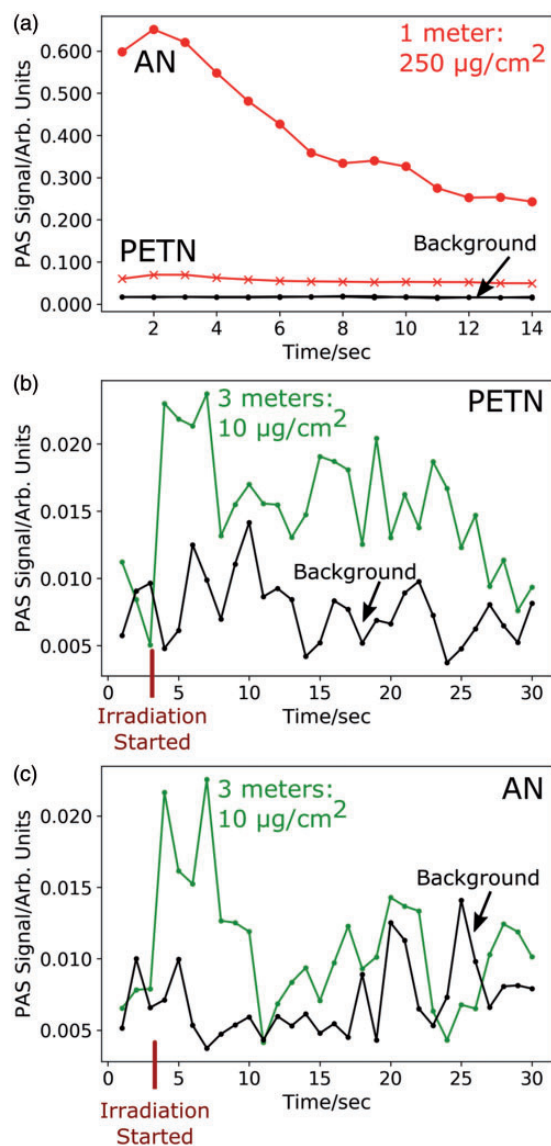 (a)
AN
1 meter:
250 µg/cm2
PETN
Background
PAS Signal/Arb. Units
0.600
0.500
0.400
0.300
0.200
0.100
0.000
2 4 6 8 10 12 14
Time/sec
(b)
3 meters:
10 µg/cm2
PETN
Background
PAS Signal/Arb. Units
0.020
0.015
0.010
0.005
0 5 10 15 20 25 30
Irradiation
Started
Time/sec
(c)
3 meters:
10 µg/cm2
AN
Background
PAS Signal/Arb. Units
0.020
0.015
0.010
0.005
0 5 10 15 20 25 30
Irradiation
Started
Time/sec